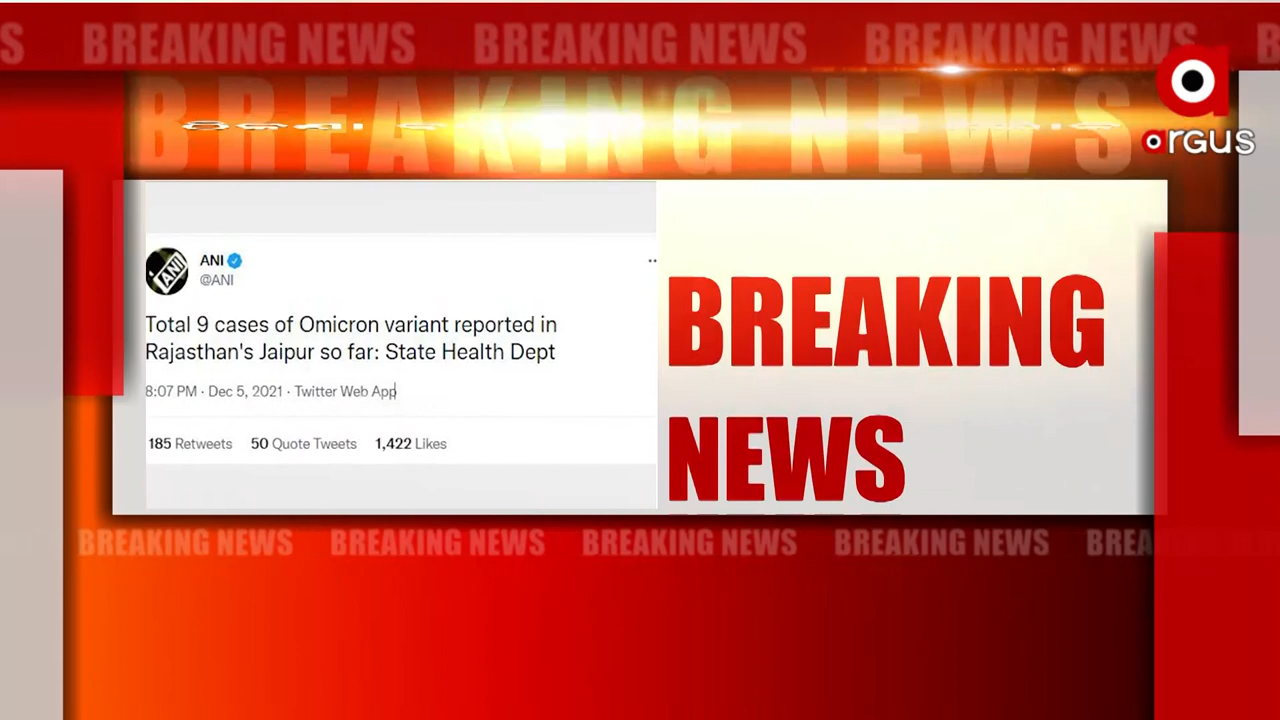 S BREAKING NEWS BREAKING NEWS BREAKING NEWS B
BREAKING NEWS
argus
ANI
@ANI
Total 9 cases of Omicron variant reported in
Rajasthan's Jaipur so far: State Health Dept
8:07 PM · Dec 5, 2021 · Twitter Web App
185 Retweets 50 Quote Tweets 1,422 Likes
BREAKING
NEWS
BREAKING NEWS BREAKING NEWS BREAKING NEWS BREAKING NEWS BREA